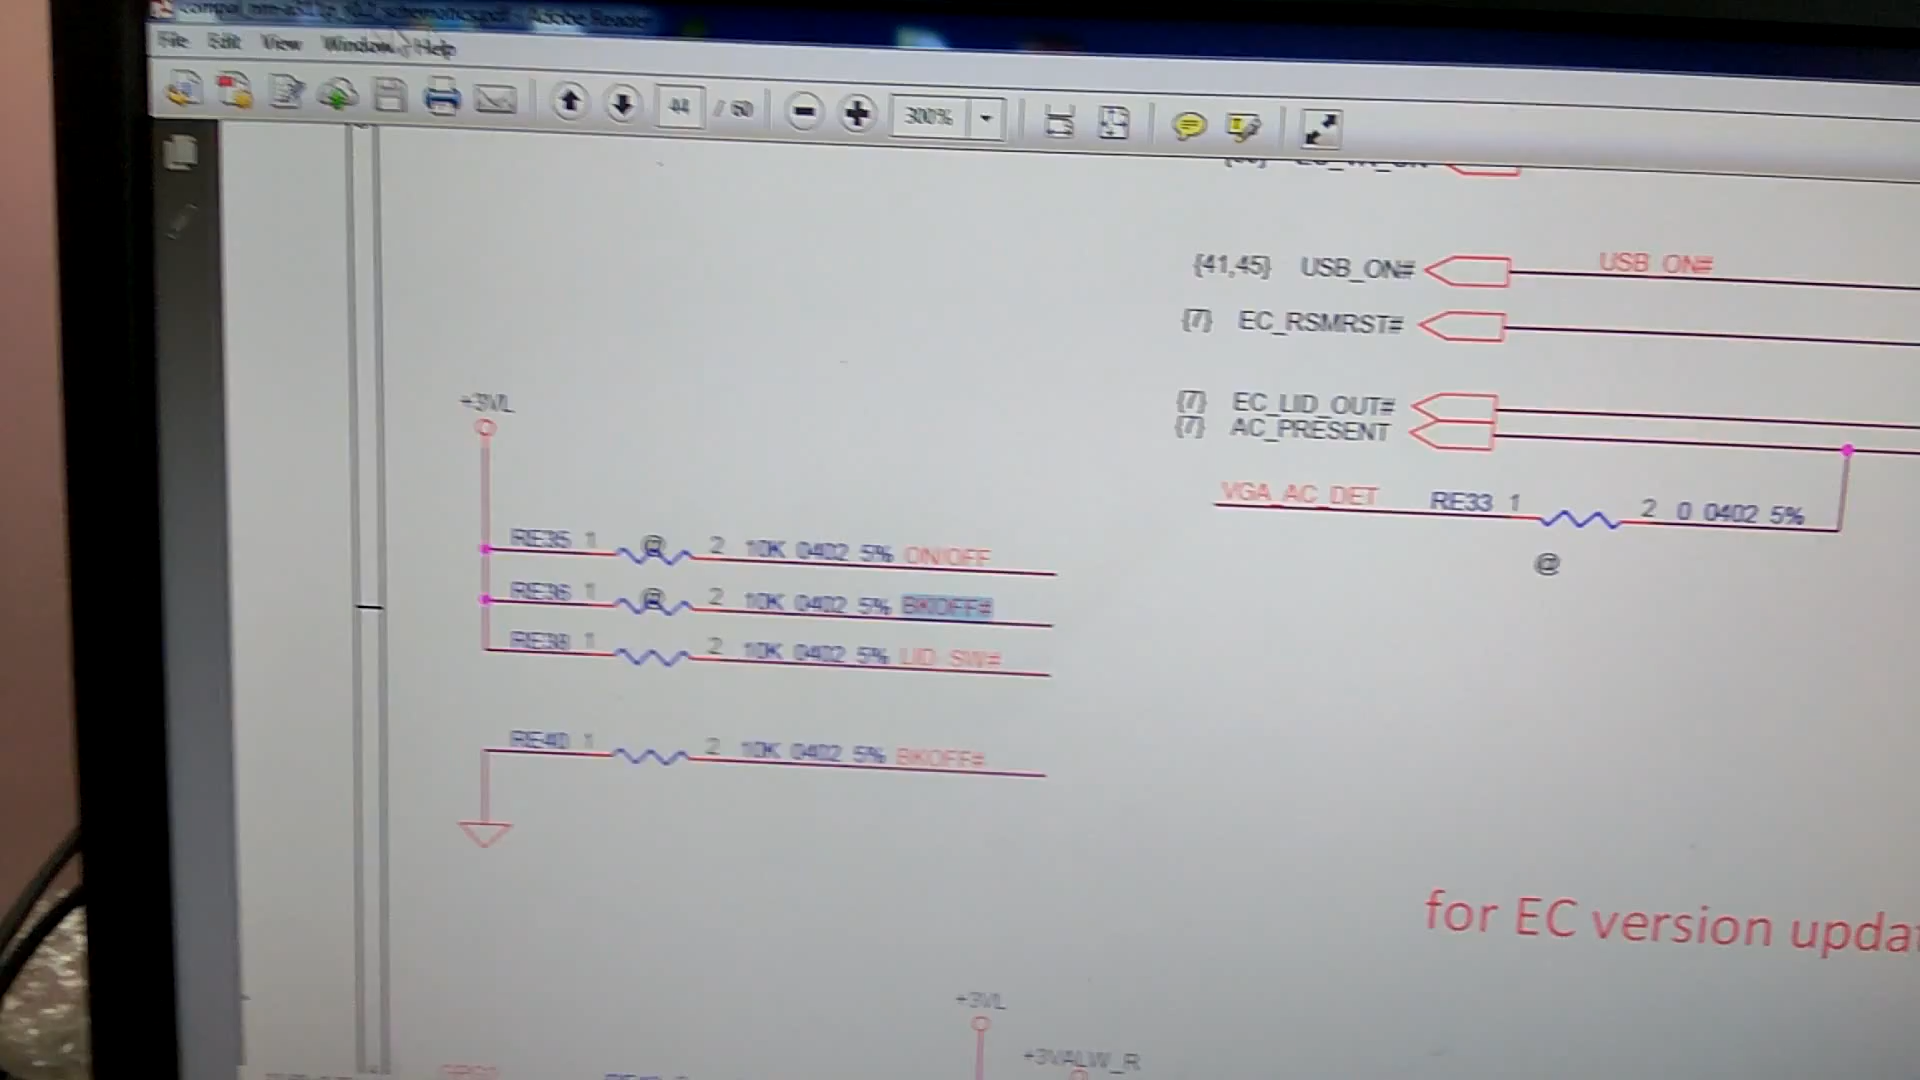 File Edit View Window Help
44 / 60 300%
{41,45} USB_ON# USB_ON#
{7} EC_RSMRST#
{7} EC_LID_OUT#
{7} AC_PRESENT
VGA_AC_DET RE33 1 2 0 0402 5%
@
+3VL
RE35 1 @ 2 10K 0402 5% ON/OFF
RE36 1 @ 2 10K 0402 5% BKOFF#
RE38 1 2 10K 0402 5% LID_SW#
RE40 1 2 10K 0402 5% BKOFF#
for EC version updat
+3VL
+3VALW_R